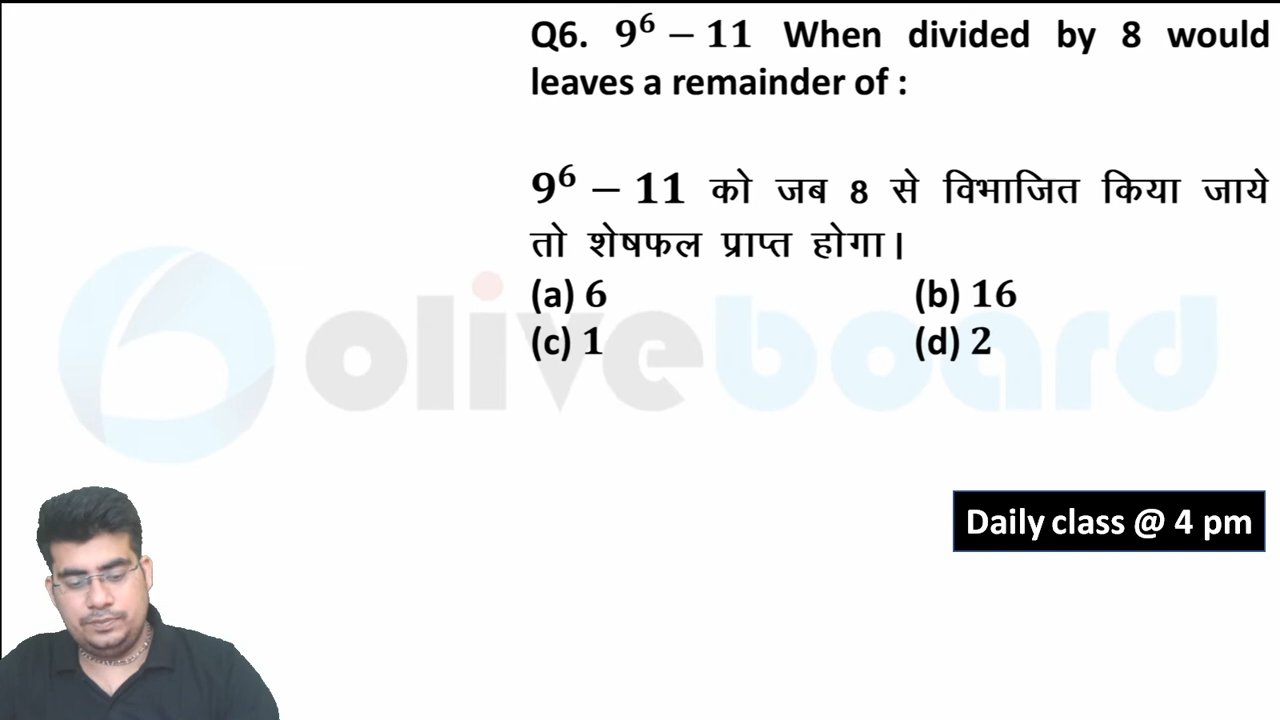 Q6. 9⁶ − 11 When divided by 8 would
leaves a remainder of :
9⁶ − 11 को जब 8 से विभाजित किया जाये
तो शेषफल प्राप्त होगा।
(a) 6 (b) 16
(c) 1 (d) 2
oliveboard
Daily class @ 4 pm